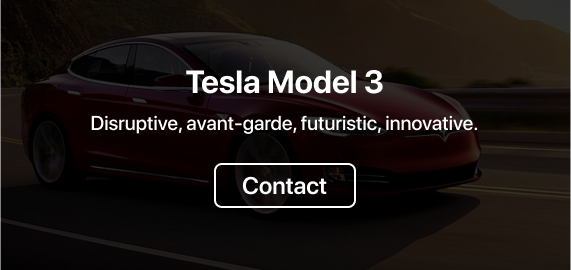 Tesla Model 3
Disruptive, avant-garde, futuristic, innovative.
Contact